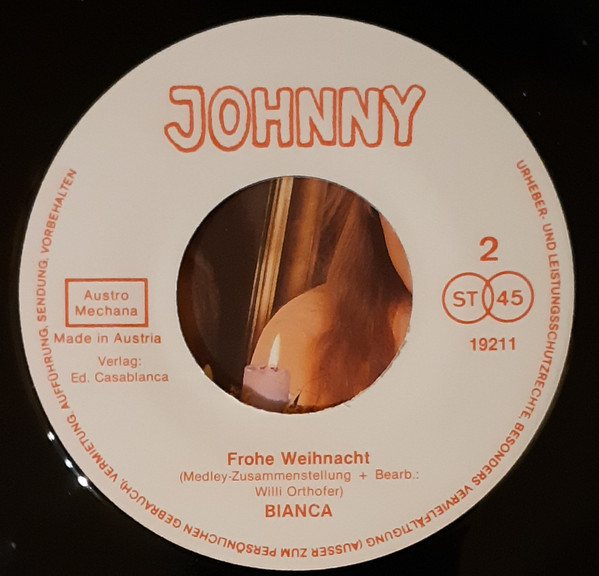 JOHNNY
2
ST 45
19211
Austro
Mechana
Made in Austria
Verlag:
Ed. Casablanca
Frohe Weihnacht
(Medley-Zusammenstellung + Bearb.:
Willi Orthofer)
BIANCA
URHEBER- UND LEISTUNGSSCHUTZRECHTE, BESONDERS VERVIELFÄLTIGUNG (AUSSER ZUM PERSÖNLICHEN GEBRAUCH), VERMIETUNG, AUFFÜHRUNG, SENDUNG, VORBEHALTEN